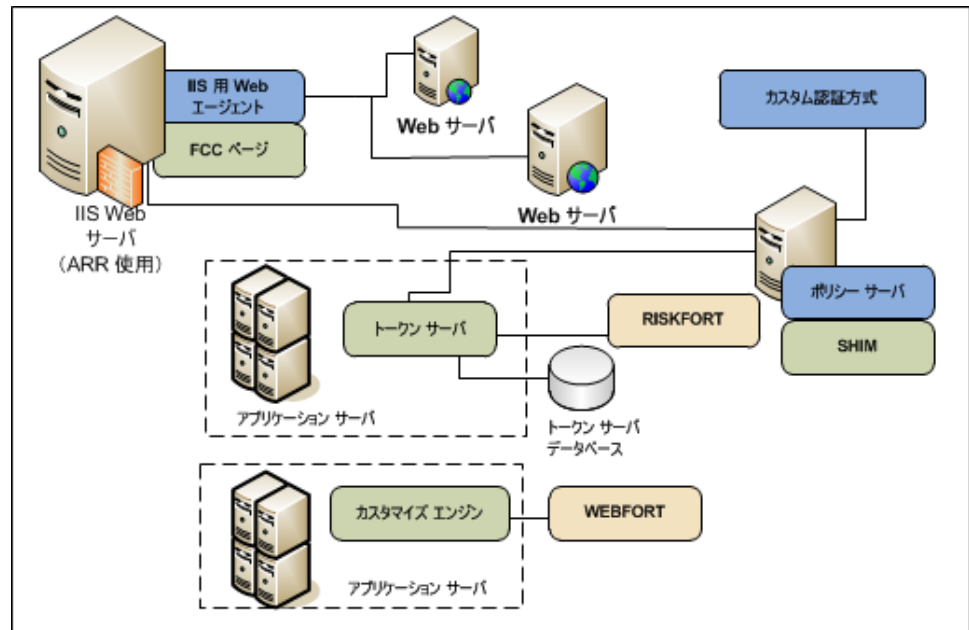 IIS 用 Web
エージェント
FCC ページ
IIS Web
サーバ
（ARR 使用）
Web サーバ
Web サーバ
カスタム認証方式
ポリシー サーバ
SHIM
トークン サーバ
RISKFORT
アプリケーション サーバ
トークン サーバ
データベース
カスタマイズ エンジン
WEBFORT
アプリケーション サーバ